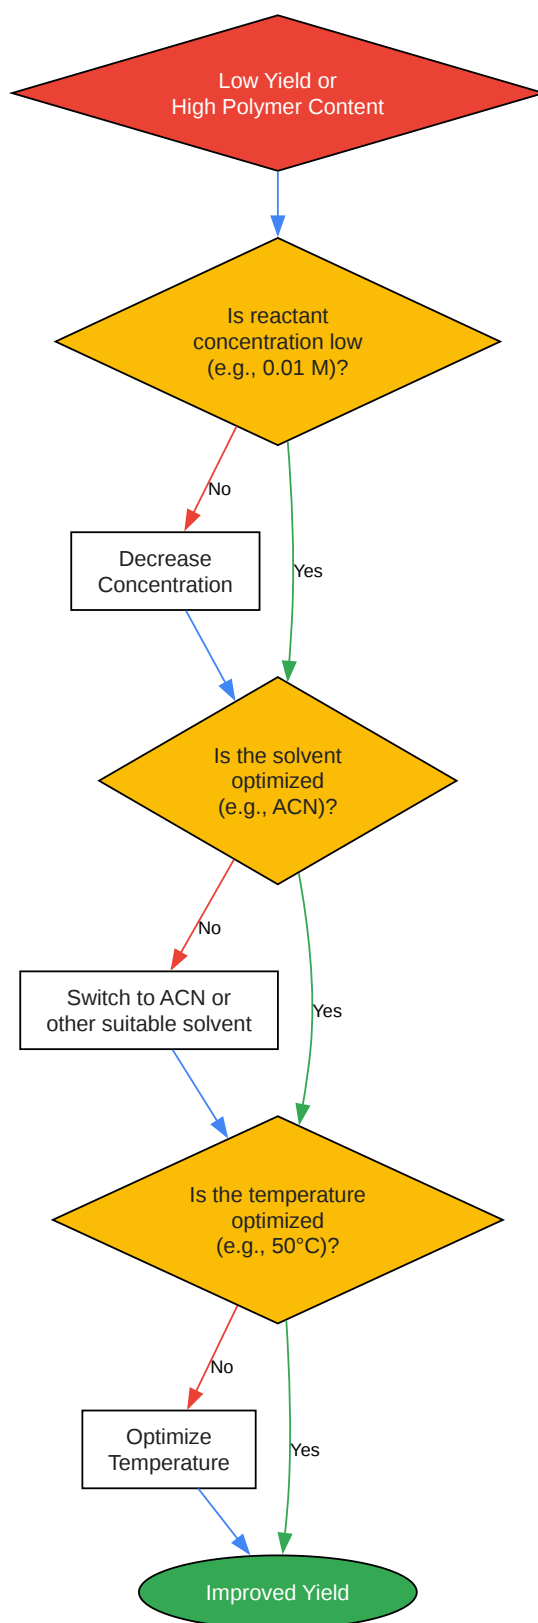 Low Yield or
High Polymer Content
Is reactant
concentration low
(e.g., 0.01 M)?
No
Yes
Decrease
Concentration
Is the solvent
optimized
(e.g., ACN)?
No
Yes
Switch to ACN or
other suitable solvent
Is the temperature
optimized
(e.g., 50°C)?
No
Yes
Optimize
Temperature
Improved Yield